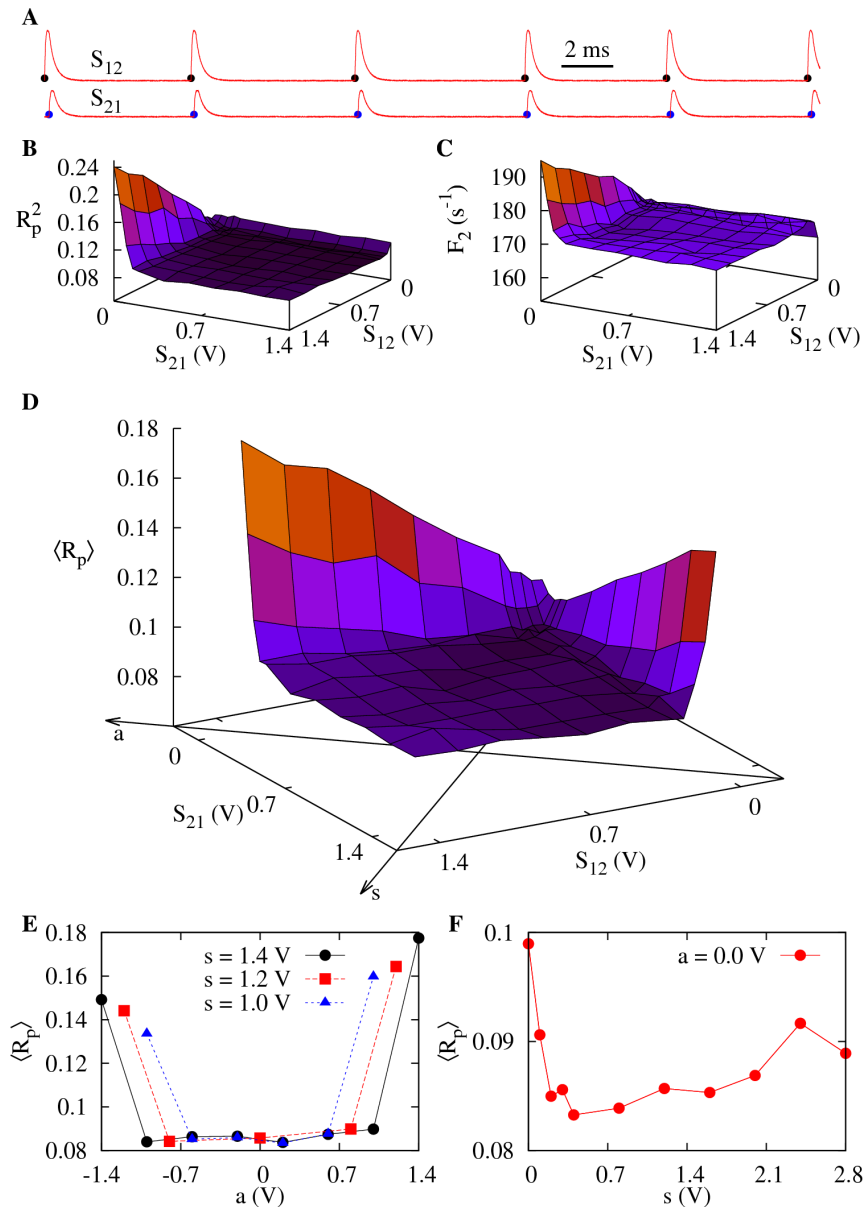 A
S12
2 ms
S21
B
C
0.24
0.2
0.16
0.12
0.08
Rp2
0
0.7
1.4
S21 (V)
1.4
0.7
0
S12 (V)
190
180
170
160
F2 (s-1)
0
0.7
1.4
S21 (V)
1.4
0.7
0
S12 (V)
D
0.18
0.16
0.14
0.12
0.1
0.08
⟨Rp⟩
a
0
0.7
1.4
S21 (V)
s
1.4
0.7
0
S12 (V)
E
0.18
0.16
0.14
0.12
0.1
0.08
⟨Rp⟩
s = 1.4 V
s = 1.2 V
s = 1.0 V
-1.4 -0.7 0 0.7 1.4
a (V)
F
0.1
0.09
0.08
⟨Rp⟩
a = 0.0 V
0 0.7 1.4 2.1 2.8
s (V)